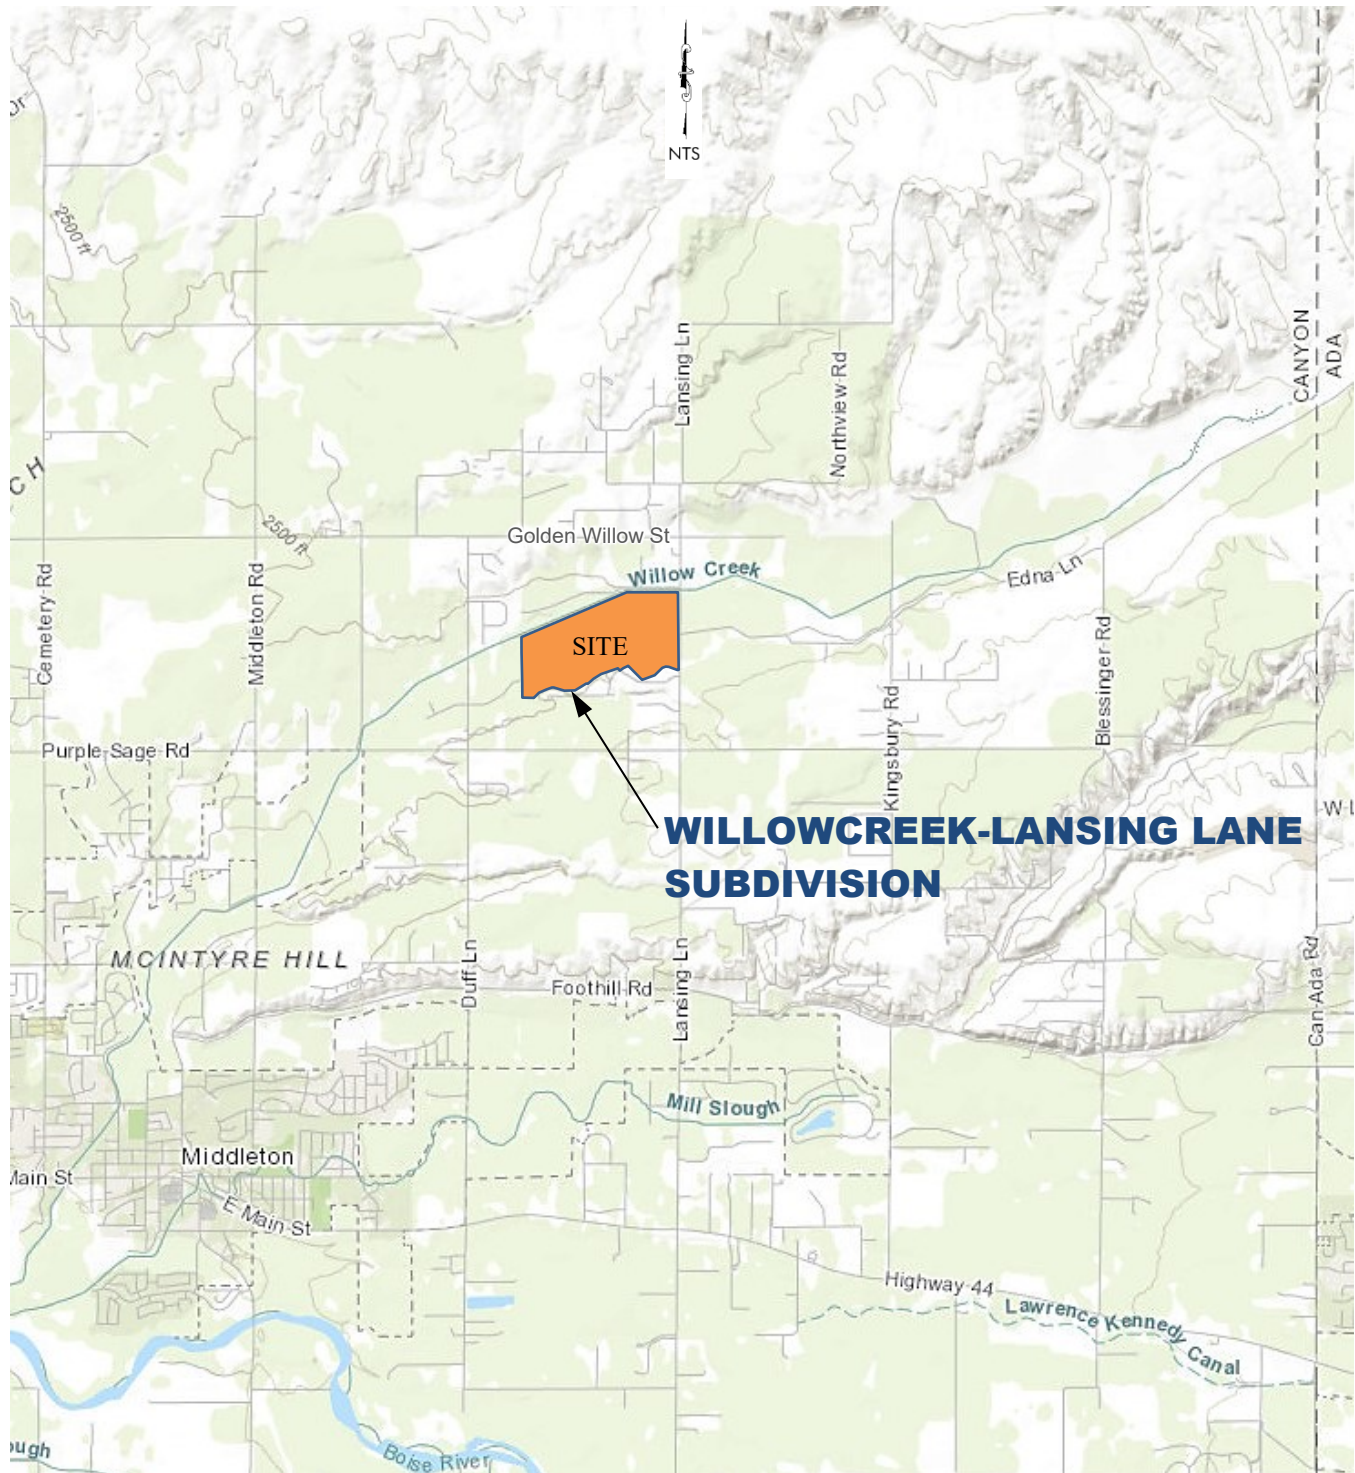 NTS
Dr
2500 ft
Lansing Ln
Northview Rd
CANYON
ADA
CH
2500 ft
Golden Willow St
Willow Creek
Edna Ln
Cemetery Rd
Middleton Rd
SITE
Blessinger Rd
Kingsbury Rd
Purple Sage Rd
W L
WILLOWCREEK-LANSING LANE
SUBDIVISION
MCINTYRE HILL
Duff Ln
Foothill Rd
Lansing Ln
Can-Ada Rd
Mill Slough
Middleton
Main St
E Main St
Highway 44
Lawrence Kennedy Canal
Boise River
ough